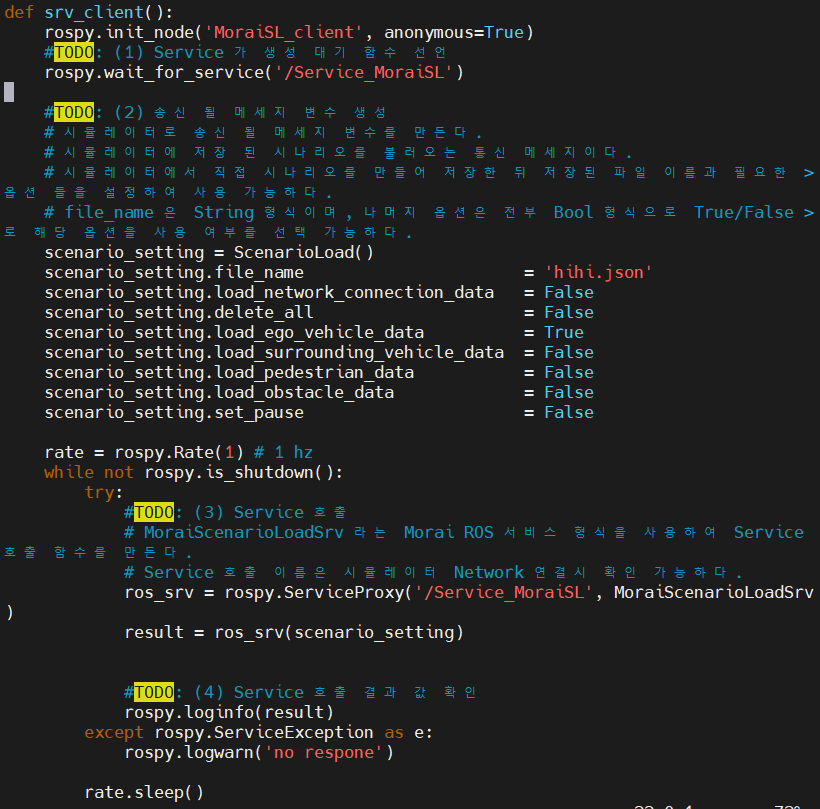 def srv_client():
    rospy.init_node('MoraiSL_client', anonymous=True)
    #TODO: (1) Service 가 생성 대기 함수 선언
    rospy.wait_for_service('/Service_MoraiSL')
    #TODO: (2) 송신 될 메세지 변수 생성
    # 시뮬레이터로 송신 될 메세지 변수를 만든다.
    # 시뮬레이터에 저장 된 시나리오를 불러오는 통신 메세지이다.
    # 시뮬레이터에서 직접 시나리오를 만들어 저장한 뒤 저장된 파일 이름과 필요한 >
옵션 들을 설정하여 사용 가능하다.
    # file_name 은 String 형식이며, 나머지 옵션은 전부 Bool 형식으로 True/False >
로 해당 옵션을 사용 여부를 선택 가능하다.
    scenario_setting = ScenarioLoad()
    scenario_setting.file_name                      = 'hihi.json'
    scenario_setting.load_network_connection_data   = False
    scenario_setting.delete_all                     = False
    scenario_setting.load_ego_vehicle_data          = True
    scenario_setting.load_surrounding_vehicle_data  = False
    scenario_setting.load_pedestrian_data           = False
    scenario_setting.load_obstacle_data             = False
    scenario_setting.set_pause                      = False
    rate = rospy.Rate(1) # 1 hz
    while not rospy.is_shutdown():
        try:
            #TODO: (3) Service 호출
            # MoraiScenarioLoadSrv 라는 Morai ROS 서비스 형식을 사용하여 Service
호출 함수를 만든다.
            # Service 호출 이름은 시뮬레이터 Network 연결시 확인 가능하다.
            ros_srv = rospy.ServiceProxy('/Service_MoraiSL', MoraiScenarioLoadSrv
)
            result = ros_srv(scenario_setting)
            #TODO: (4) Service 호출 결과 값 확인
            rospy.loginfo(result)
        except rospy.ServiceException as e:
            rospy.logwarn('no respone')
        rate.sleep()